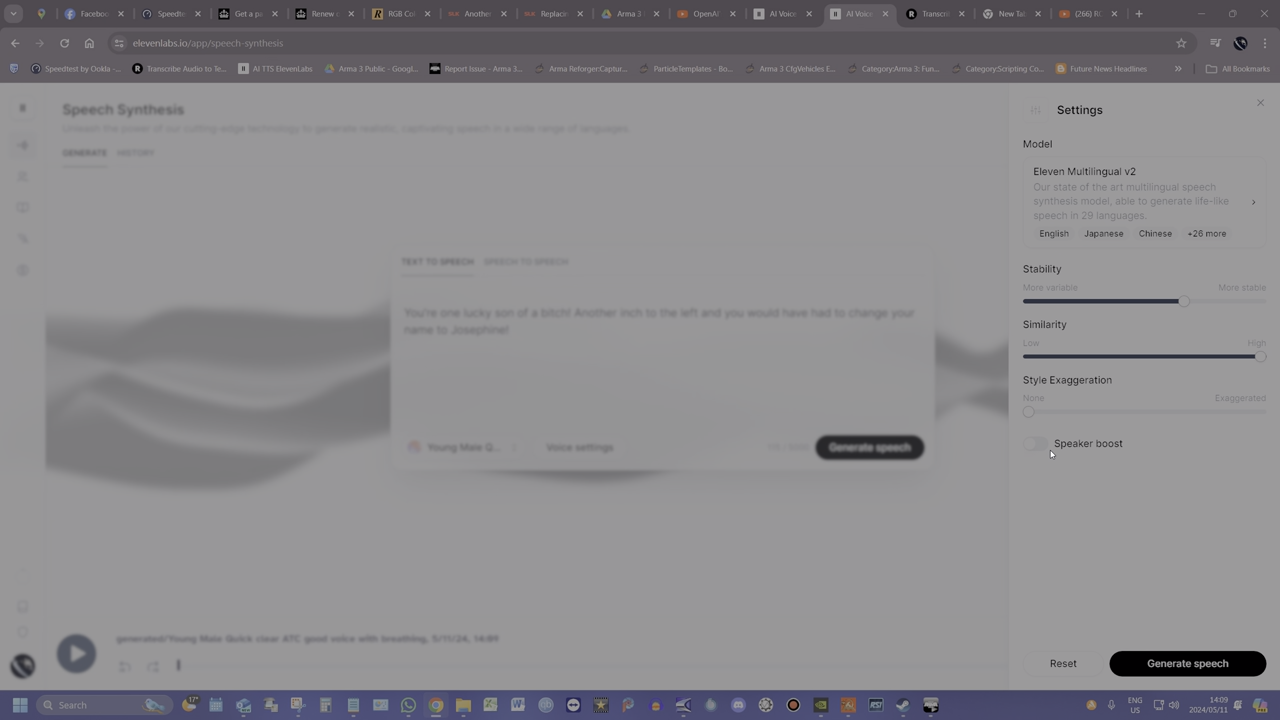 Faceboo
Speedte
Get a pa
Renew c
RGB Col
Another
Replacin
Arma 3
OpenAI
AI Voice
AI Voice
Transcri
New Tab
(266) RG
elevenlabs.io/app/speech-synthesis
Speedtest by Ookla -...
Transcribe Audio to Te...
AI TTS ElevenLabs
Arma 3 Public - Googl...
Report Issue - Arma 3...
Arma Reforger:Captur...
ParticleTemplates - Bo...
Arma 3 CfgVehicles E...
Category:Arma 3: Fun...
Category:Scripting Co...
Future News Headlines
All Bookmarks
Speech Synthesis
Unleash the power of our cutting-edge technology to generate realistic, captivating speech in a wide range of languages.
GENERATE HISTORY
TEXT TO SPEECH SPEECH TO SPEECH
You're one lucky son of a bitch! Another inch to the left and you would have had to change your
name to Josephine!
Young Male Q...
Voice settings
Generate speech
generated/Young Male Quick clear ATC good voice with breathing, 5/11/24, 14:09
Settings
Model
Eleven Multilingual v2
Our state of the art multilingual speech
synthesis model, able to generate life-like
speech in 29 languages.
English Japanese Chinese +26 more
Stability
More variable More stable
Similarity
Low High
Style Exaggeration
None Exaggerated
Speaker boost
Reset
Generate speech
Search
17°
ENG
US
14:09
2024/05/11